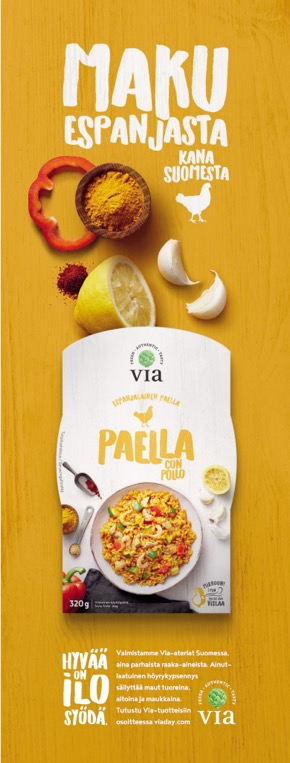 MAKU
ESPANJASTA
KANA
SUOMESTA
FRESH · AUTHENTIC · TASTY
VIA
ESPANJALAINEN PAELLA
PAELLA
CON
POLLO
320 g
HYVÄÄ
ON
ILO
SYÖDÄ.
Valmistamme Via-ateriat Suomessa,
aina parhaista raaka-aineista. Ainut-
laatuinen höyrykypsennys
säilyttää maut tuoreina,
aitoina ja maukkaina.
Tutustu Via-tuotteisiin
osoitteessa viaday.com
FRESH · AUTHENTIC · TASTY
VIA